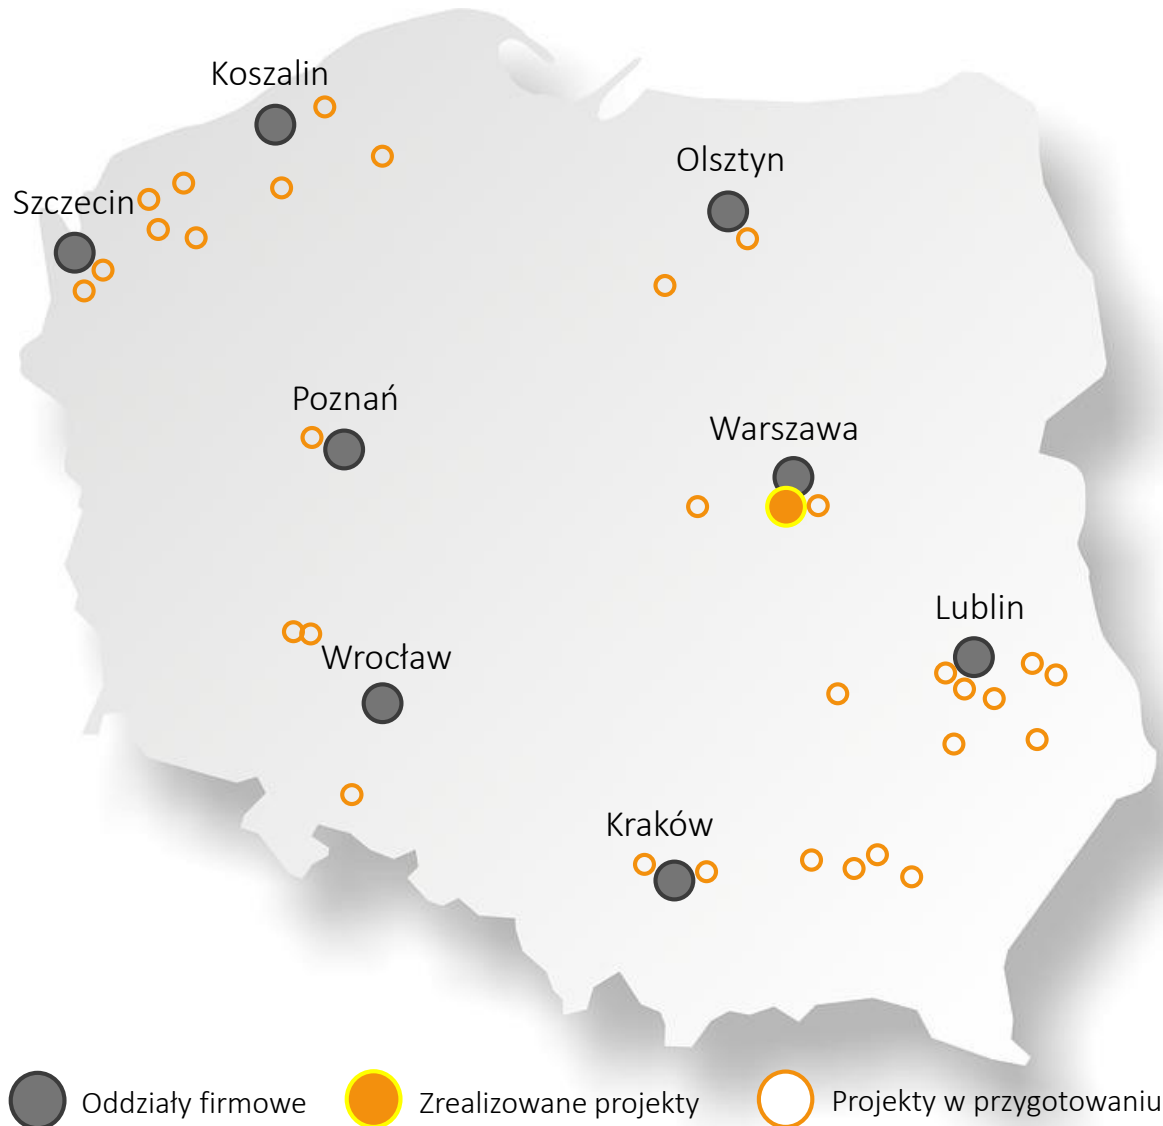 Koszalin
Olsztyn
Szczecin
Poznań
Warszawa
Lublin
Wrocław
Kraków
Oddziały firmowe
Zrealizowane projekty
Projekty w przygotowaniu